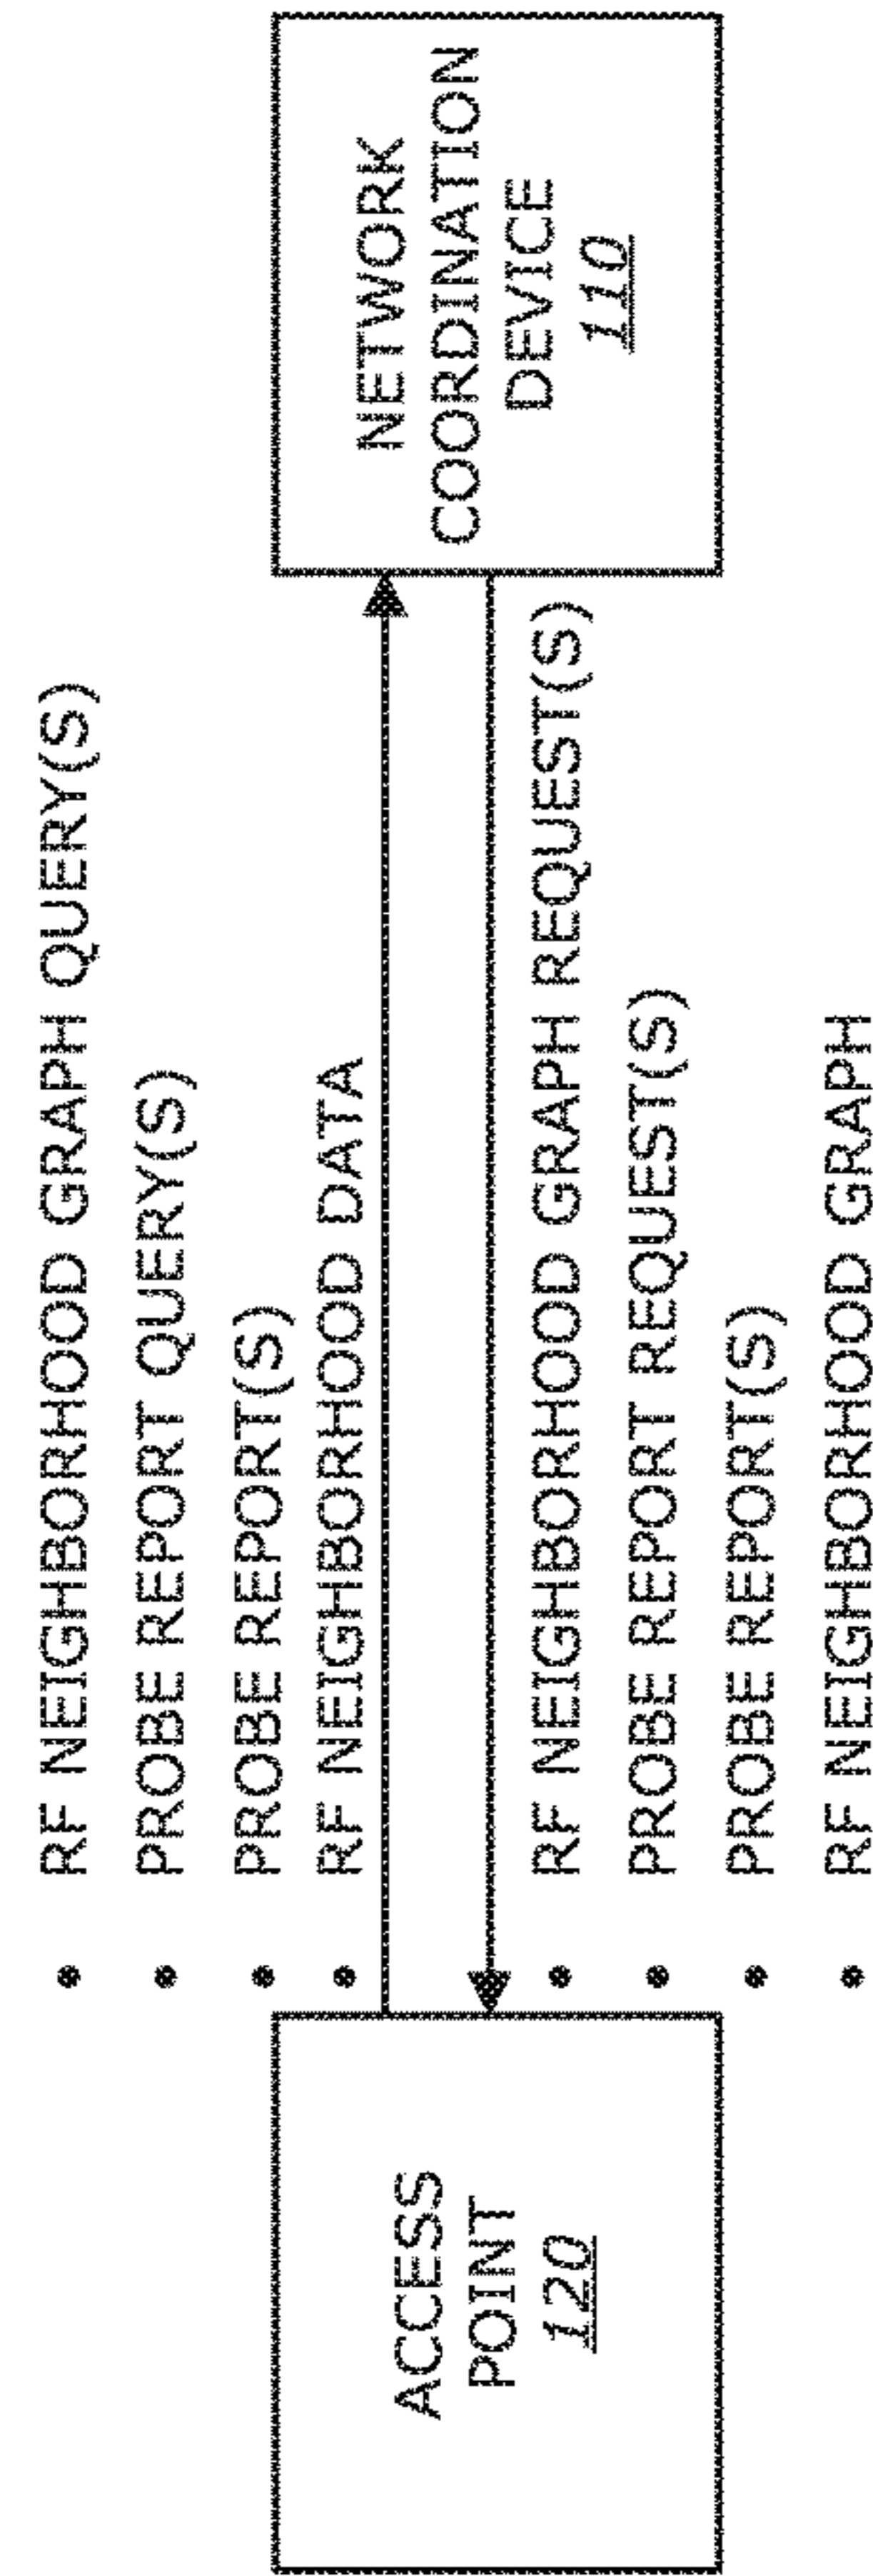 • RF NEIGHBORHOOD GRAPH QUERY(S)
• PROBE REPORT QUERY(S)
• PROBE REPORT(S)
• RF NEIGHBORHOOD DATA
ACCESS
POINT
120
NETWORK
COORDINATION
DEVICE
110
• RF NEIGHBORHOOD GRAPH REQUEST(S)
• PROBE REPORT REQUEST(S)
• PROBE REPORT(S)
• RF NEIGHBORHOOD GRAPH